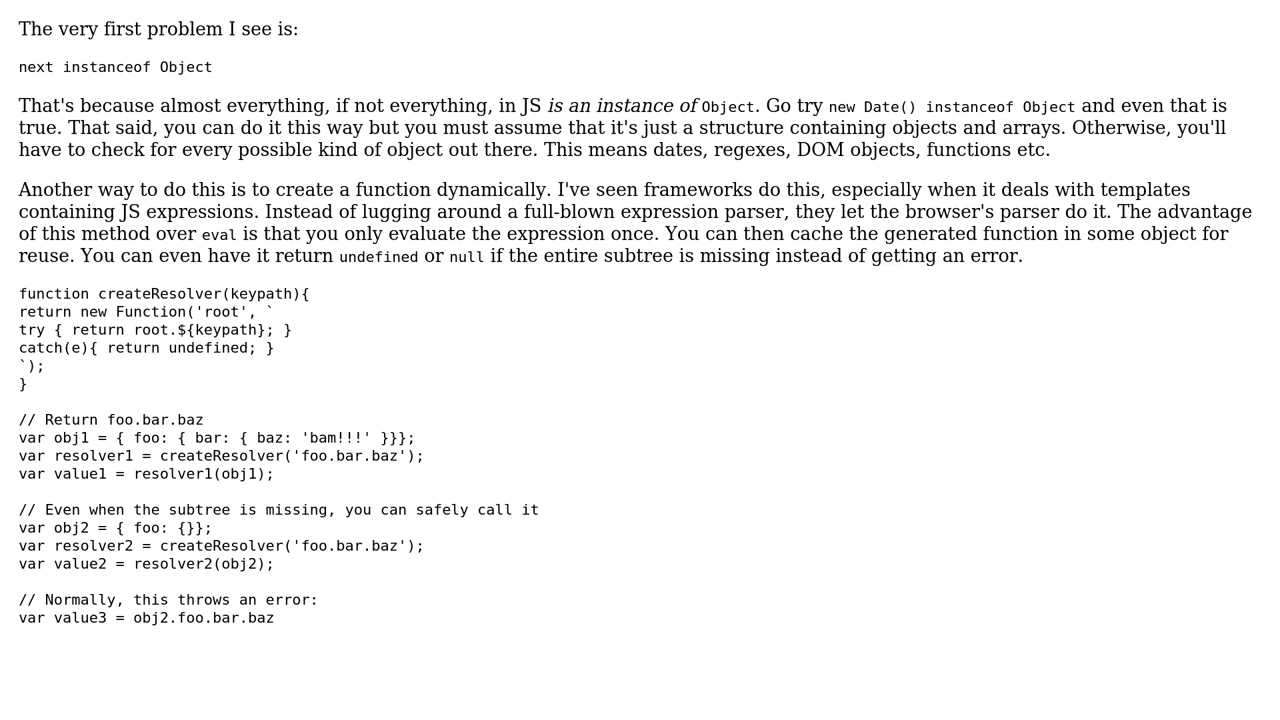 The very first problem I see is:
next instanceof Object
That's because almost everything, if not everything, in JS is an instance of Object. Go try new Date() instanceof Object and even that is
true. That said, you can do it this way but you must assume that it's just a structure containing objects and arrays. Otherwise, you'll
have to check for every possible kind of object out there. This means dates, regexes, DOM objects, functions etc.
Another way to do this is to create a function dynamically. I've seen frameworks do this, especially when it deals with templates
containing JS expressions. Instead of lugging around a full-blown expression parser, they let the browser's parser do it. The advantage
of this method over eval is that you only evaluate the expression once. You can then cache the generated function in some object for
reuse. You can even have it return undefined or null if the entire subtree is missing instead of getting an error.
function createResolver(keypath){
return new Function('root', `
try { return root.${keypath}; }
catch(e){ return undefined; }
`);
}
// Return foo.bar.baz
var obj1 = { foo: { bar: { baz: 'bam!!!' }}};
var resolver1 = createResolver('foo.bar.baz');
var value1 = resolver1(obj1);
// Even when the subtree is missing, you can safely call it
var obj2 = { foo: {}};
var resolver2 = createResolver('foo.bar.baz');
var value2 = resolver2(obj2);
// Normally, this throws an error:
var value3 = obj2.foo.bar.baz